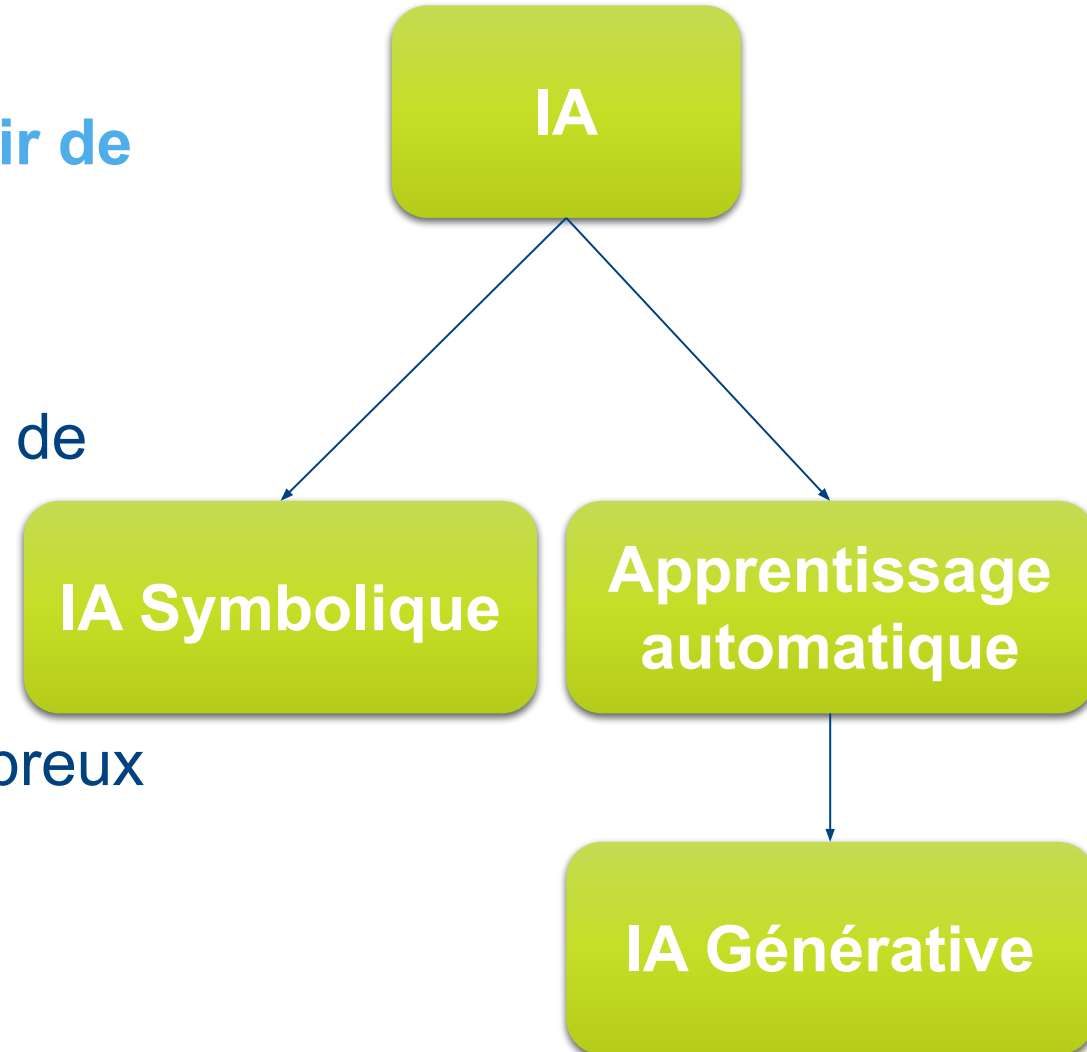 IA
ir de
de
IA Symbolique
Apprentissage
automatique
breux
IA Générative